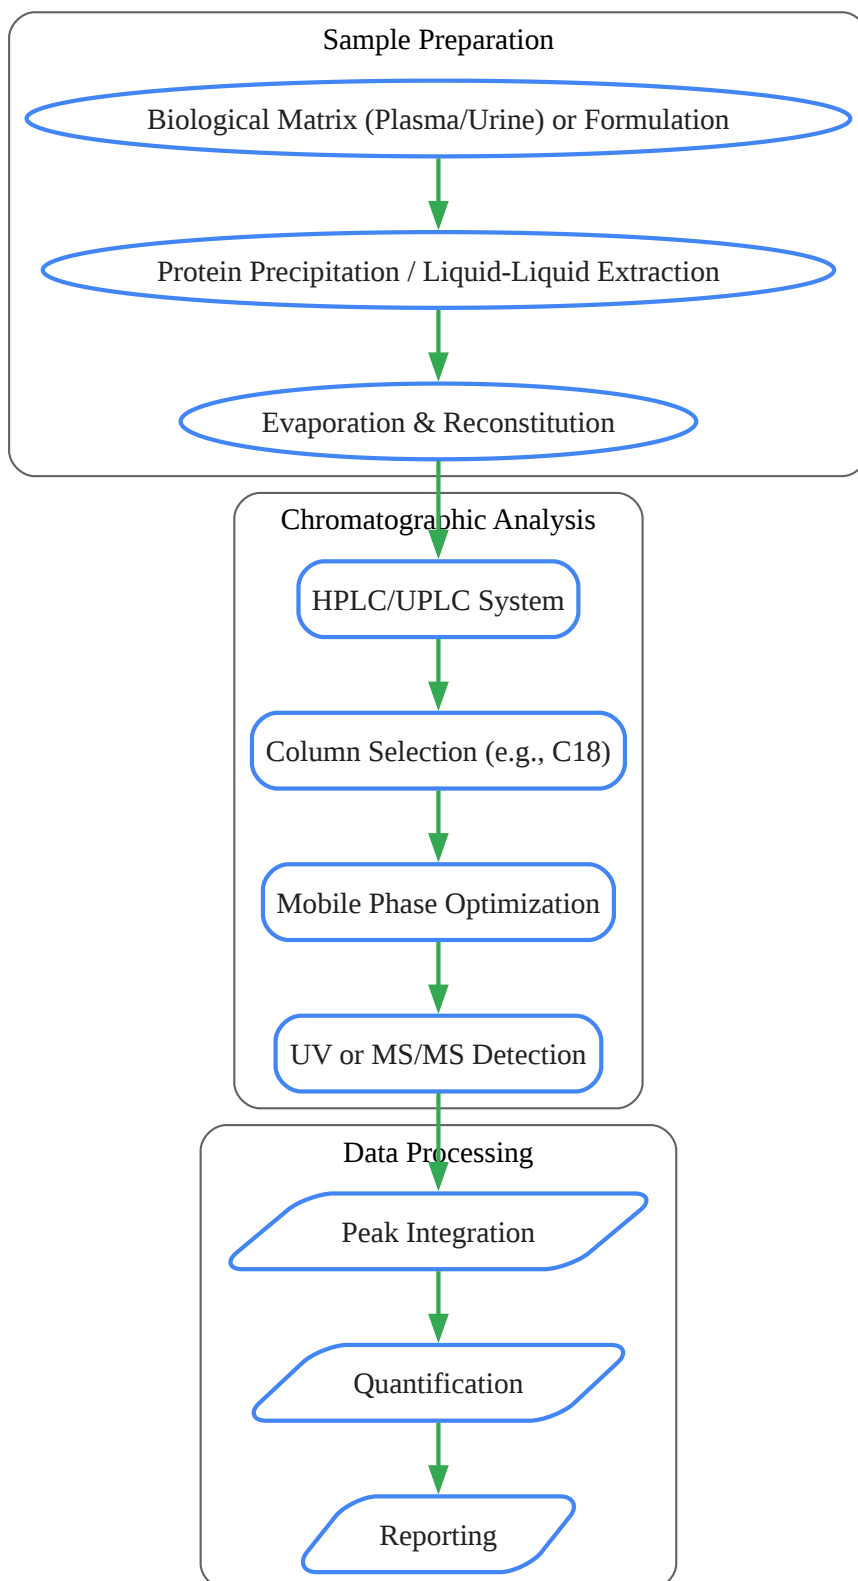 Sample Preparation
Biological Matrix (Plasma/Urine) or Formulation
Protein Precipitation / Liquid-Liquid Extraction
Evaporation & Reconstitution
Chromatographic Analysis
HPLC/UPLC System
Column Selection (e.g., C18)
Mobile Phase Optimization
UV or MS/MS Detection
Data Processing
Peak Integration
Quantification
Reporting